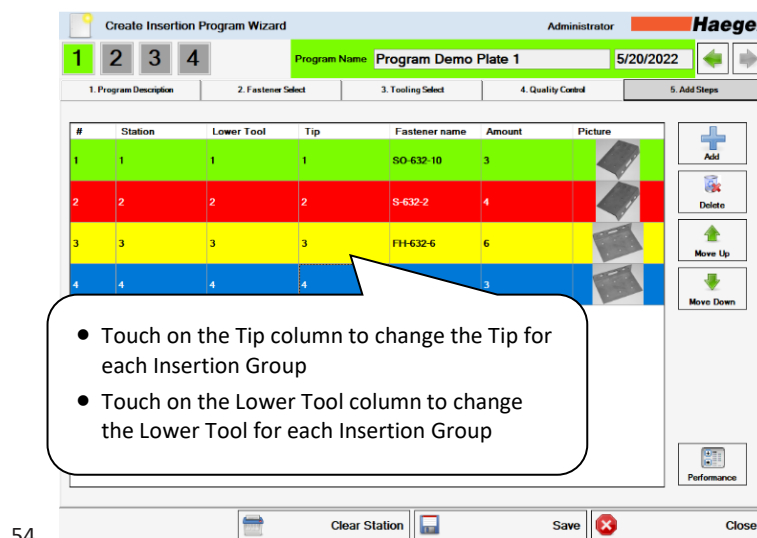 Create Insertion Program Wizard Administrator Haege
1 2 3 4 Program Name Program Demo Plate 1 5/20/2022
1. Program Description 2. Fastener Select 3. Tooling Select 4. Quality Control 5. Add Steps
# Station Lower Tool Tip Fastener name Amount Picture
1 1 1 1 SO-632-10 3
2 2 2 2 S-632-2 4
3 3 3 3 FH-632-6 6
4 4 4 4 3
Add
Delete
Move Up
Move Down
• Touch on the Tip column to change the Tip for
each Insertion Group
• Touch on the Lower Tool column to change
the Lower Tool for each Insertion Group
Performance
Clear Station Save Close
54